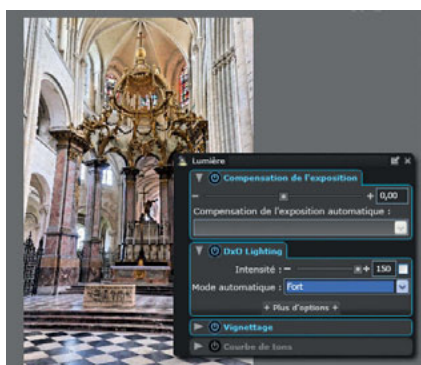 Lumière
Compensation de l'exposition
- + 0,00
Compensation de l'exposition automatique :
DxO Lighting
Intensité : - + 150
Mode automatique : Fort
+ Plus d'options +
Vignettage
Courbe de tons